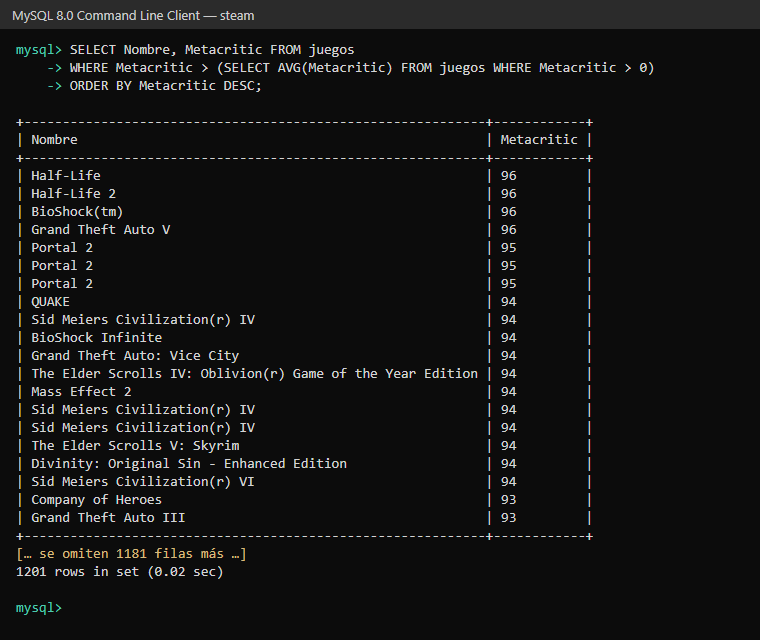 MySQL 8.0 Command Line Client — steam
mysql> SELECT Nombre, Metacritic FROM juegos
    -> WHERE Metacritic > (SELECT AVG(Metacritic) FROM juegos WHERE Metacritic > 0)
    -> ORDER BY Metacritic DESC;
+------------------------------------------------------------+------------+
| Nombre                                                     | Metacritic |
+------------------------------------------------------------+------------+
| Half-Life                                                  | 96         |
| Half-Life 2                                                | 96         |
| BioShock(tm)                                               | 96         |
| Grand Theft Auto V                                         | 96         |
| Portal 2                                                   | 95         |
| Portal 2                                                   | 95         |
| Portal 2                                                   | 95         |
| QUAKE                                                      | 94         |
| Sid Meiers Civilization(r) IV                              | 94         |
| BioShock Infinite                                          | 94         |
| Grand Theft Auto: Vice City                                | 94         |
| The Elder Scrolls IV: Oblivion(r) Game of the Year Edition | 94         |
| Mass Effect 2                                              | 94         |
| Sid Meiers Civilization(r) IV                              | 94         |
| Sid Meiers Civilization(r) IV                              | 94         |
| The Elder Scrolls V: Skyrim                                | 94         |
| Divinity: Original Sin - Enhanced Edition                  | 94         |
| Sid Meiers Civilization(r) VI                              | 94         |
| Company of Heroes                                          | 93         |
| Grand Theft Auto III                                       | 93         |
+------------------------------------------------------------+------------+
[… se omiten 1181 filas más …]
1201 rows in set (0.02 sec)
mysql>